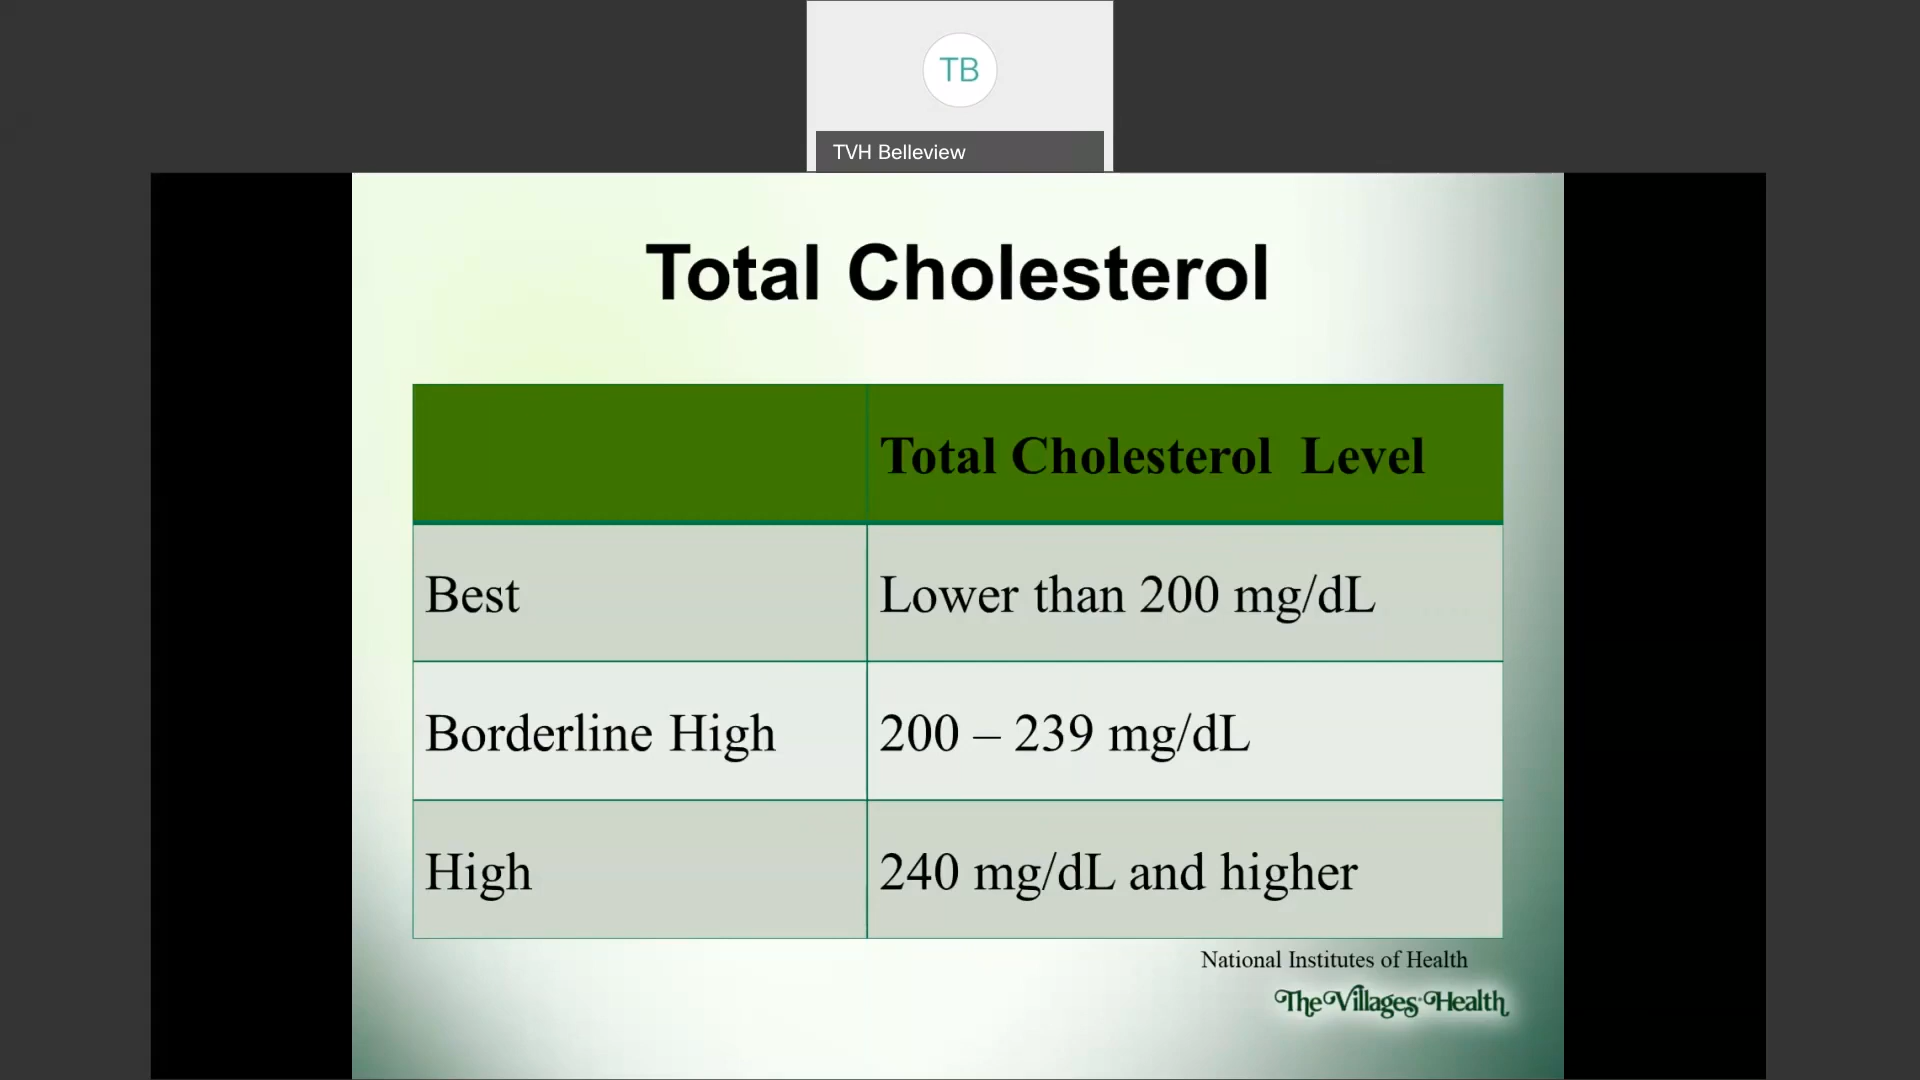 TB
TVH Belleview
Total Cholesterol
Total Cholesterol Level
Best
Lower than 200 mg/dL
Borderline High
200 – 239 mg/dL
High
240 mg/dL and higher
National Institutes of Health
The Villages Health